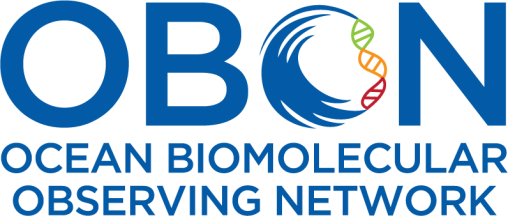 OBON
OCEAN BIOMOLECULAR
OBSERVING NETWORK